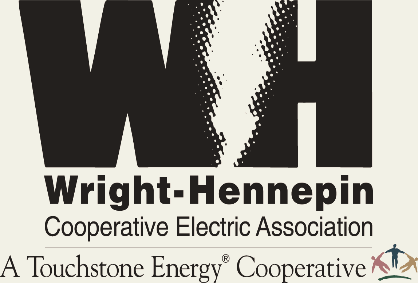 WH
Wright-Hennepin
Cooperative Electric Association
A Touchstone Energy® Cooperative